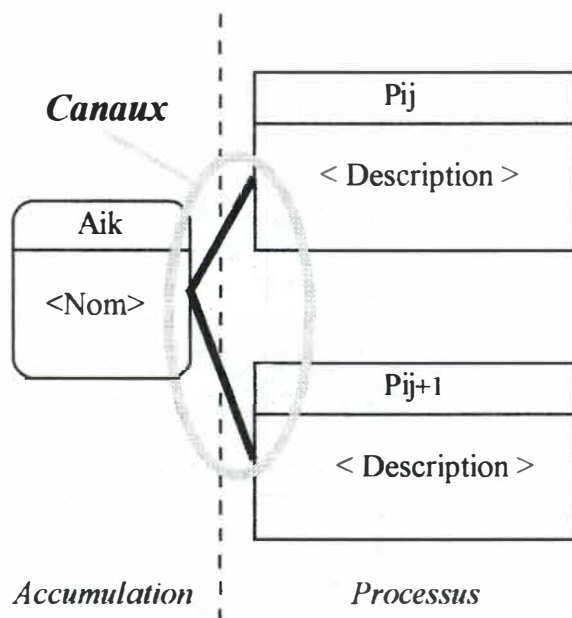 Pij
Canaux
< Description >
Aik
<Nom>
Pij+1
< Description >
Accumulation
Processus